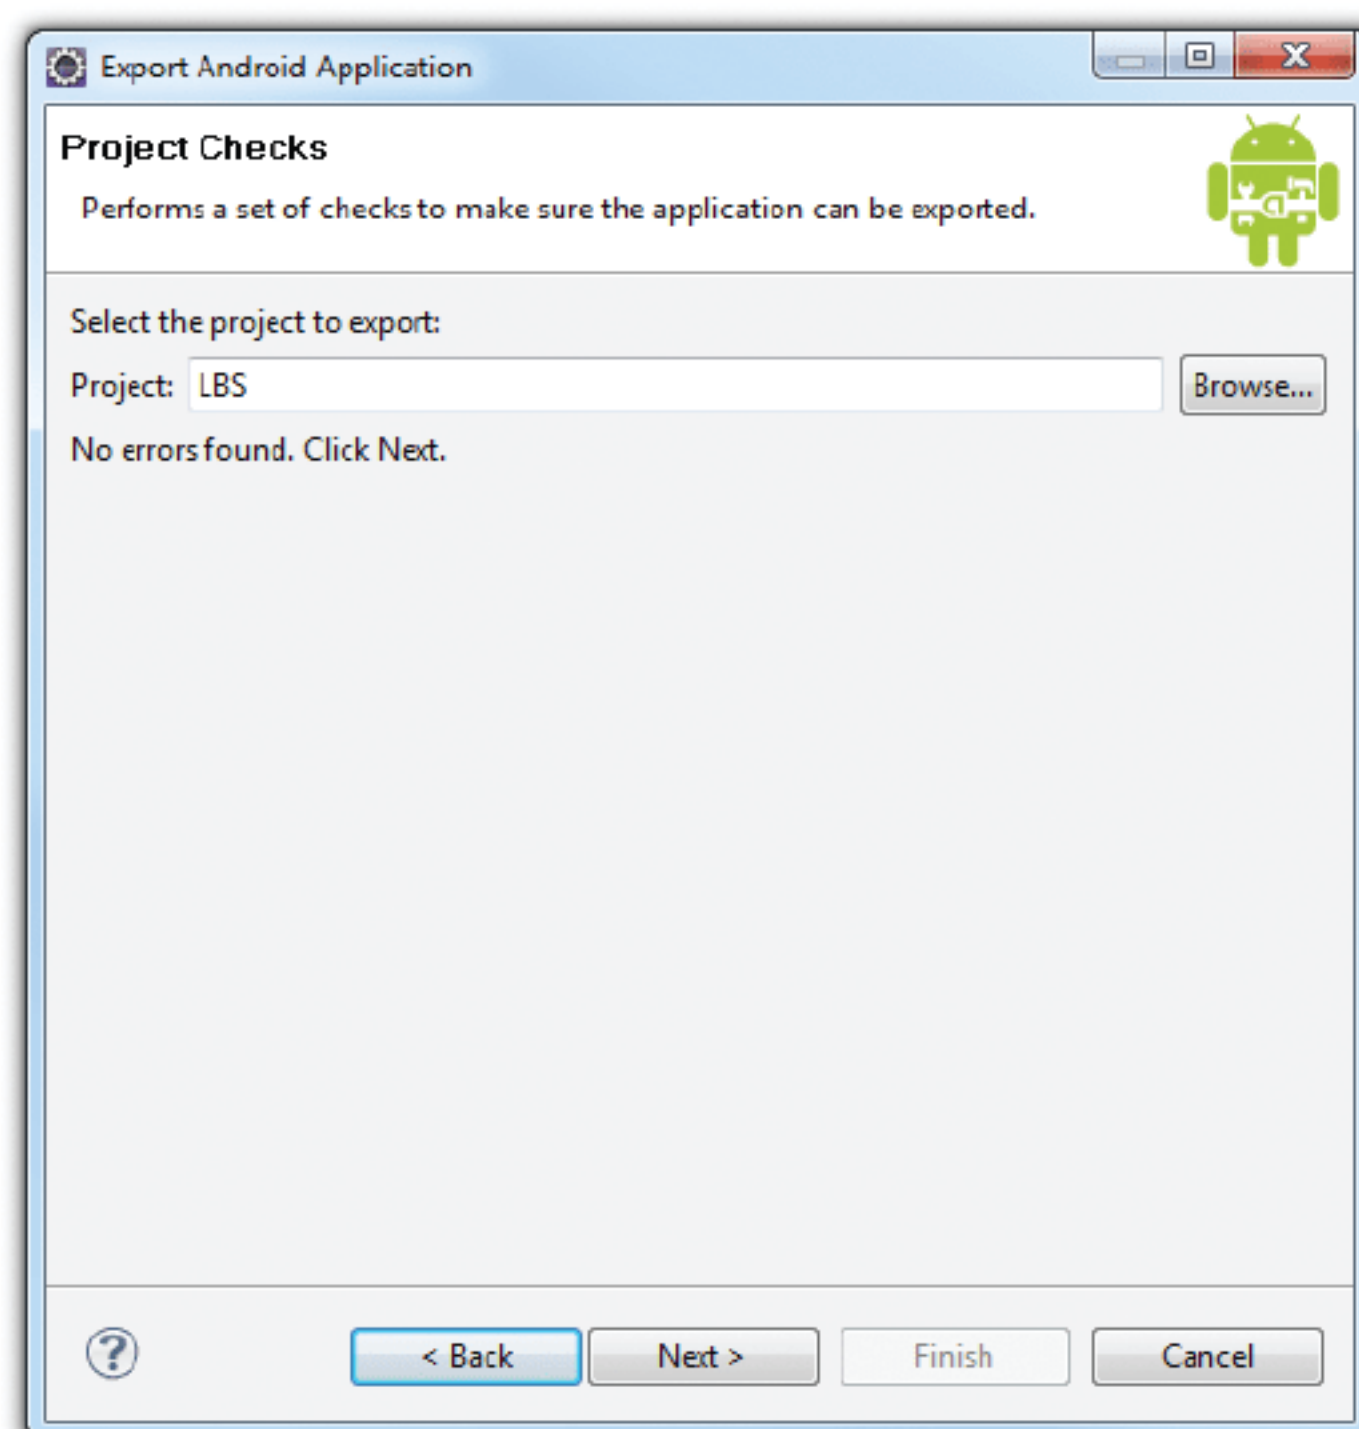 Export Android Application
Project Checks
Performs a set of checks to make sure the application can be exported.
Select the project to export:
Project: LBS Browse...
No errors found. Click Next.
? < Back Next > Finish Cancel